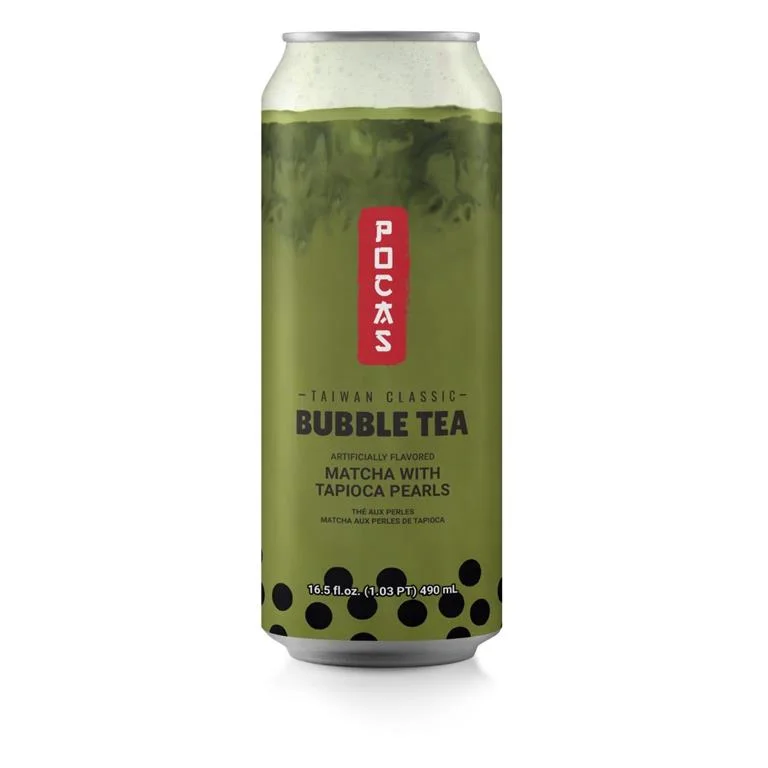 POCAS
-TAIWAN CLASSIC-
BUBBLE TEA
ARTIFICIALLY FLAVORED
MATCHA WITH
TAPIOCA PEARLS
THÉ AUX PERLES
MATCHA AUX PERLES DE TAPIOCA
16.5 fl.oz. (1.03 PT) 490 mL